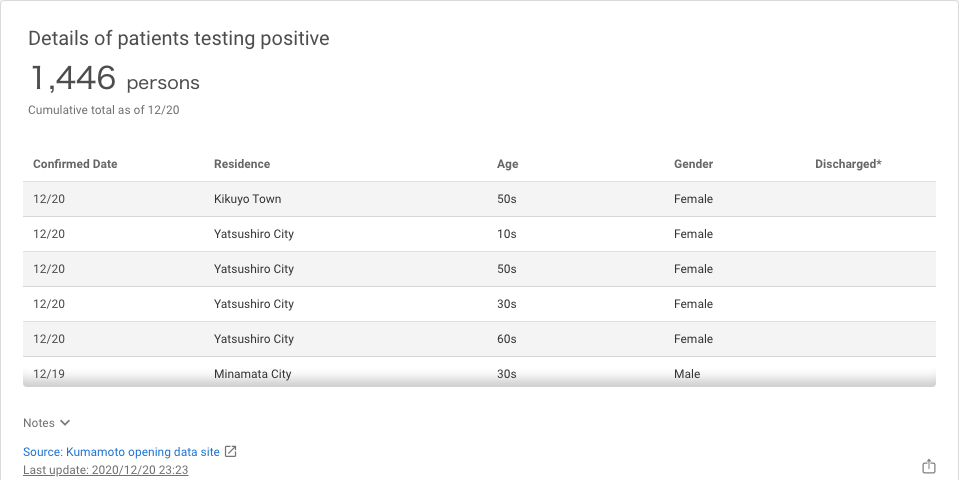 Details of patients testing positive
1,446 persons
Cumulative total as of 12/20
Confirmed Date Residence Age Gender Discharged*
12/20 Kikuyo Town 50s Female
12/20 Yatsushiro City 10s Female
12/20 Yatsushiro City 50s Female
12/20 Yatsushiro City 30s Female
12/20 Yatsushiro City 60s Female
12/19 Minamata City 30s Male
Notes
Source: Kumamoto opening data site
Last update: 2020/12/20 23:23